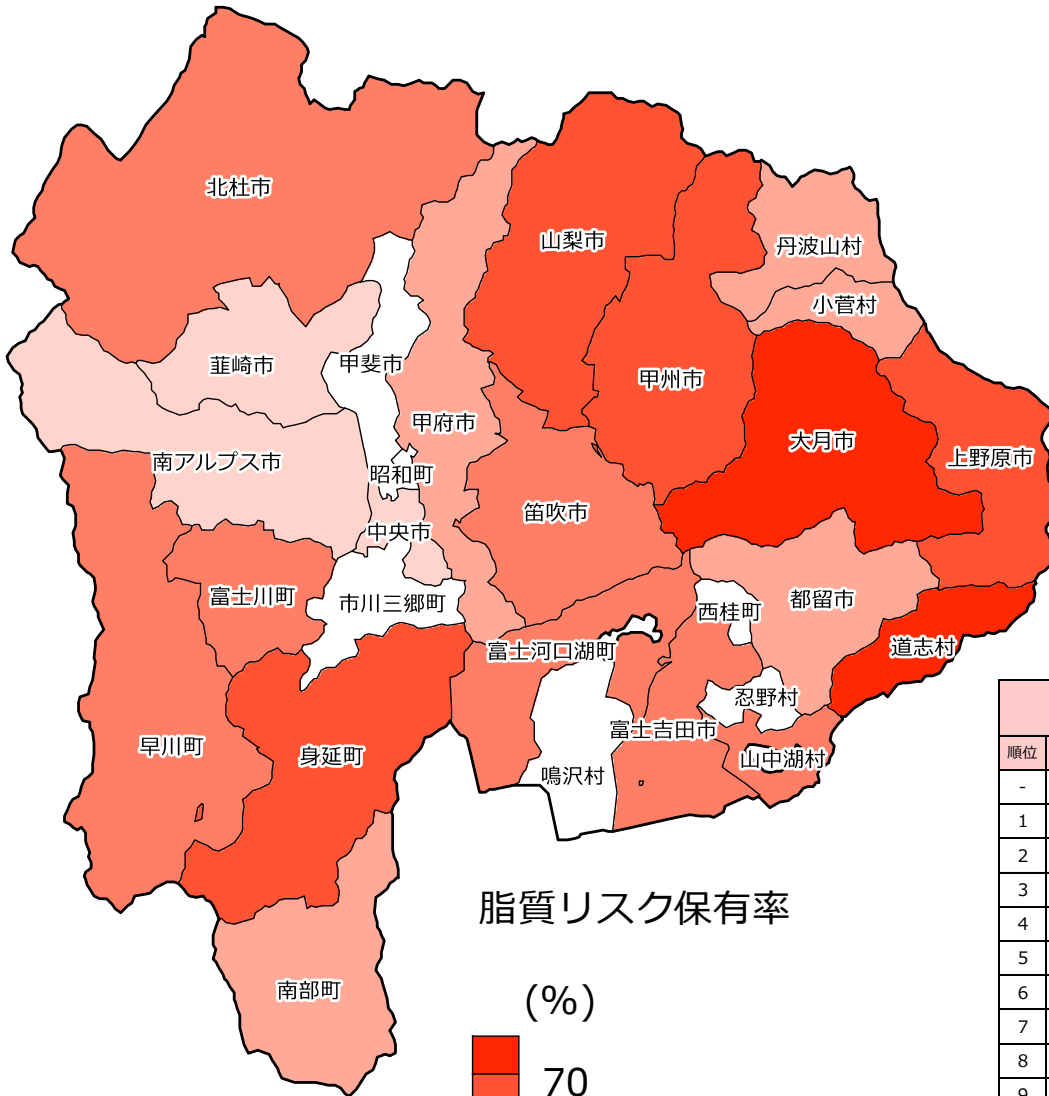 北杜市
山梨市
丹波山村
小菅村
韮崎市
甲斐市
甲州市
甲府市
大月市
南アルプス市
昭和町
上野原市
笛吹市
中央市
富士川町
市川三郷町
西桂町
都留市
富士河口湖町
道志村
忍野村
早川町
身延町
富士吉田市
山中湖村
鳴沢村
南部町
脂質リスク保有率
(%)
70
順位
-
1
2
3
4
5
6
7
8
9